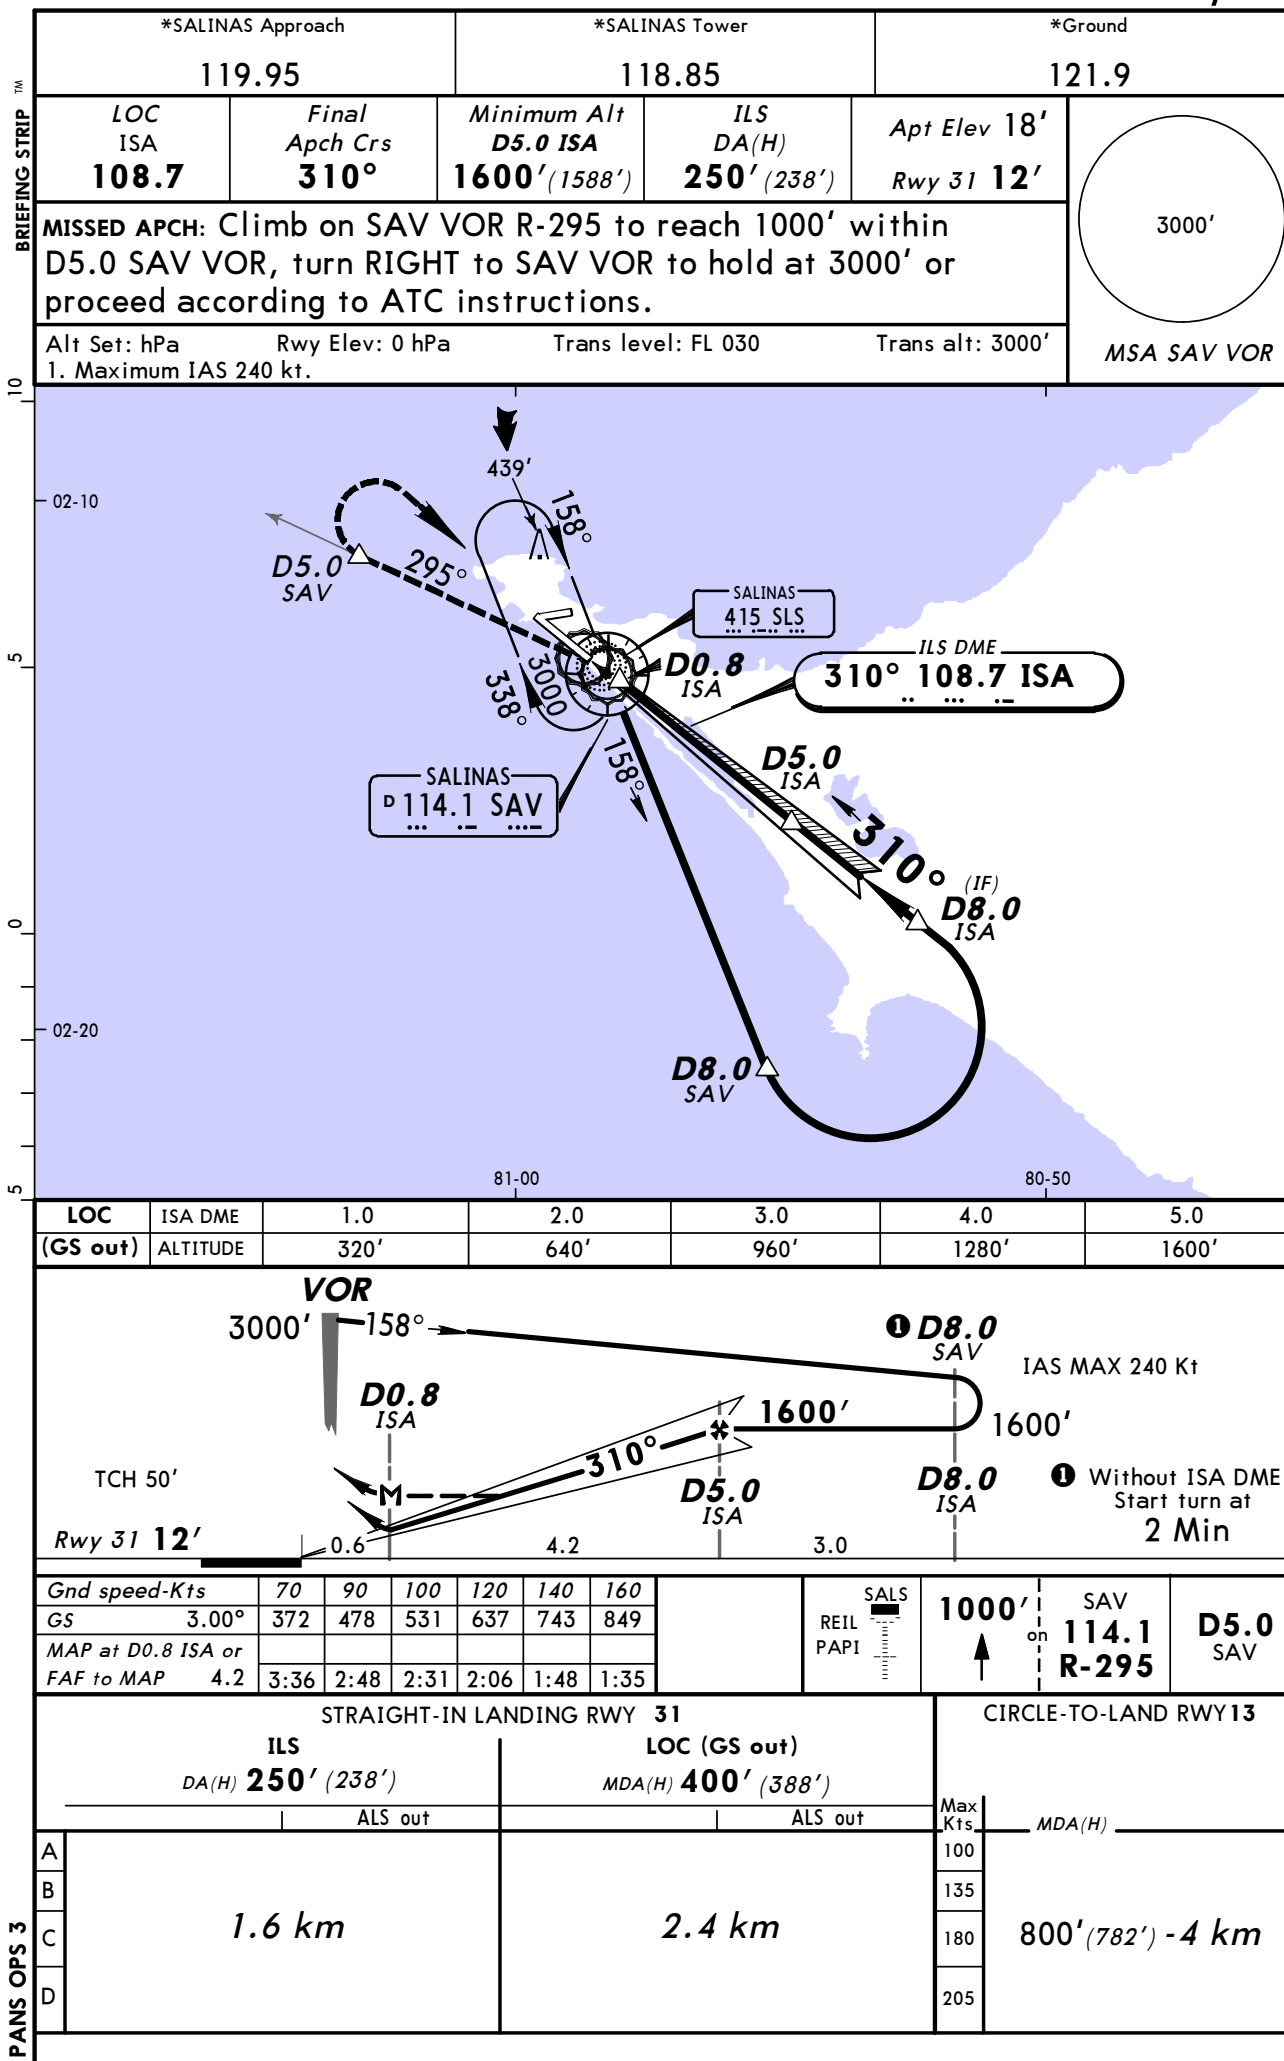 *SALINAS Approach
119.95
*SALINAS Tower
118.85
*Ground
121.9
BRIEFING STRIP TM
LOC
ISA
108.7
Final
Apch Crs
310°
Minimum Alt
D5.0 ISA
1600' (1588')
ILS
DA(H)
250' (238')
Apt Elev 18'
Rwy 31 12'
MISSED APCH: Climb on SAV VOR R-295 to reach 1000' within
D5.0 SAV VOR, turn RIGHT to SAV VOR to hold at 3000' or
proceed according to ATC instructions.
Alt Set: hPa Rwy Elev: 0 hPa Trans level: FL 030 Trans alt: 3000'
1. Maximum IAS 240 kt.
3000'
MSA SAV VOR
10
5
0
5
02-10
02-20
81-00
80-50
439'
158°
D5.0
SAV
295°
SALINAS
415 SLS
D0.8
ISA
ILS DME
310° 108.7 ISA
3000
338°
158°
SALINAS
D 114.1 SAV
D5.0
ISA
310°
(IF)
D8.0
ISA
D8.0
SAV
LOC ISA DME 1.0 2.0 3.0 4.0 5.0
(GS out) ALTITUDE 320' 640' 960' 1280' 1600'
VOR
3000'
158°
1 D8.0
SAV
IAS MAX 240 Kt
D0.8
ISA
1600'
1600'
310°
TCH 50'
M
D5.0
ISA
D8.0
ISA
1 Without ISA DME
Start turn at
2 Min
Rwy 31 12'
0.6 4.2 3.0
Gnd speed-Kts 70 90 100 120 140 160
GS 3.00° 372 478 531 637 743 849
MAP at D0.8 ISA or
FAF to MAP 4.2 3:36 2:48 2:31 2:06 1:48 1:35
SALS
REIL
PAPI
1000'
on
SAV
114.1
R-295
D5.0
SAV
STRAIGHT-IN LANDING RWY 31
CIRCLE-TO-LAND RWY 13
ILS
DA(H) 250' (238')
LOC (GS out)
MDA(H) 400' (388')
ALS out
ALS out
Max
Kts
MDA(H)
A
B
C
D
1.6 km
2.4 km
100
135
180
205
800' (782') - 4 km
PANS OPS 3